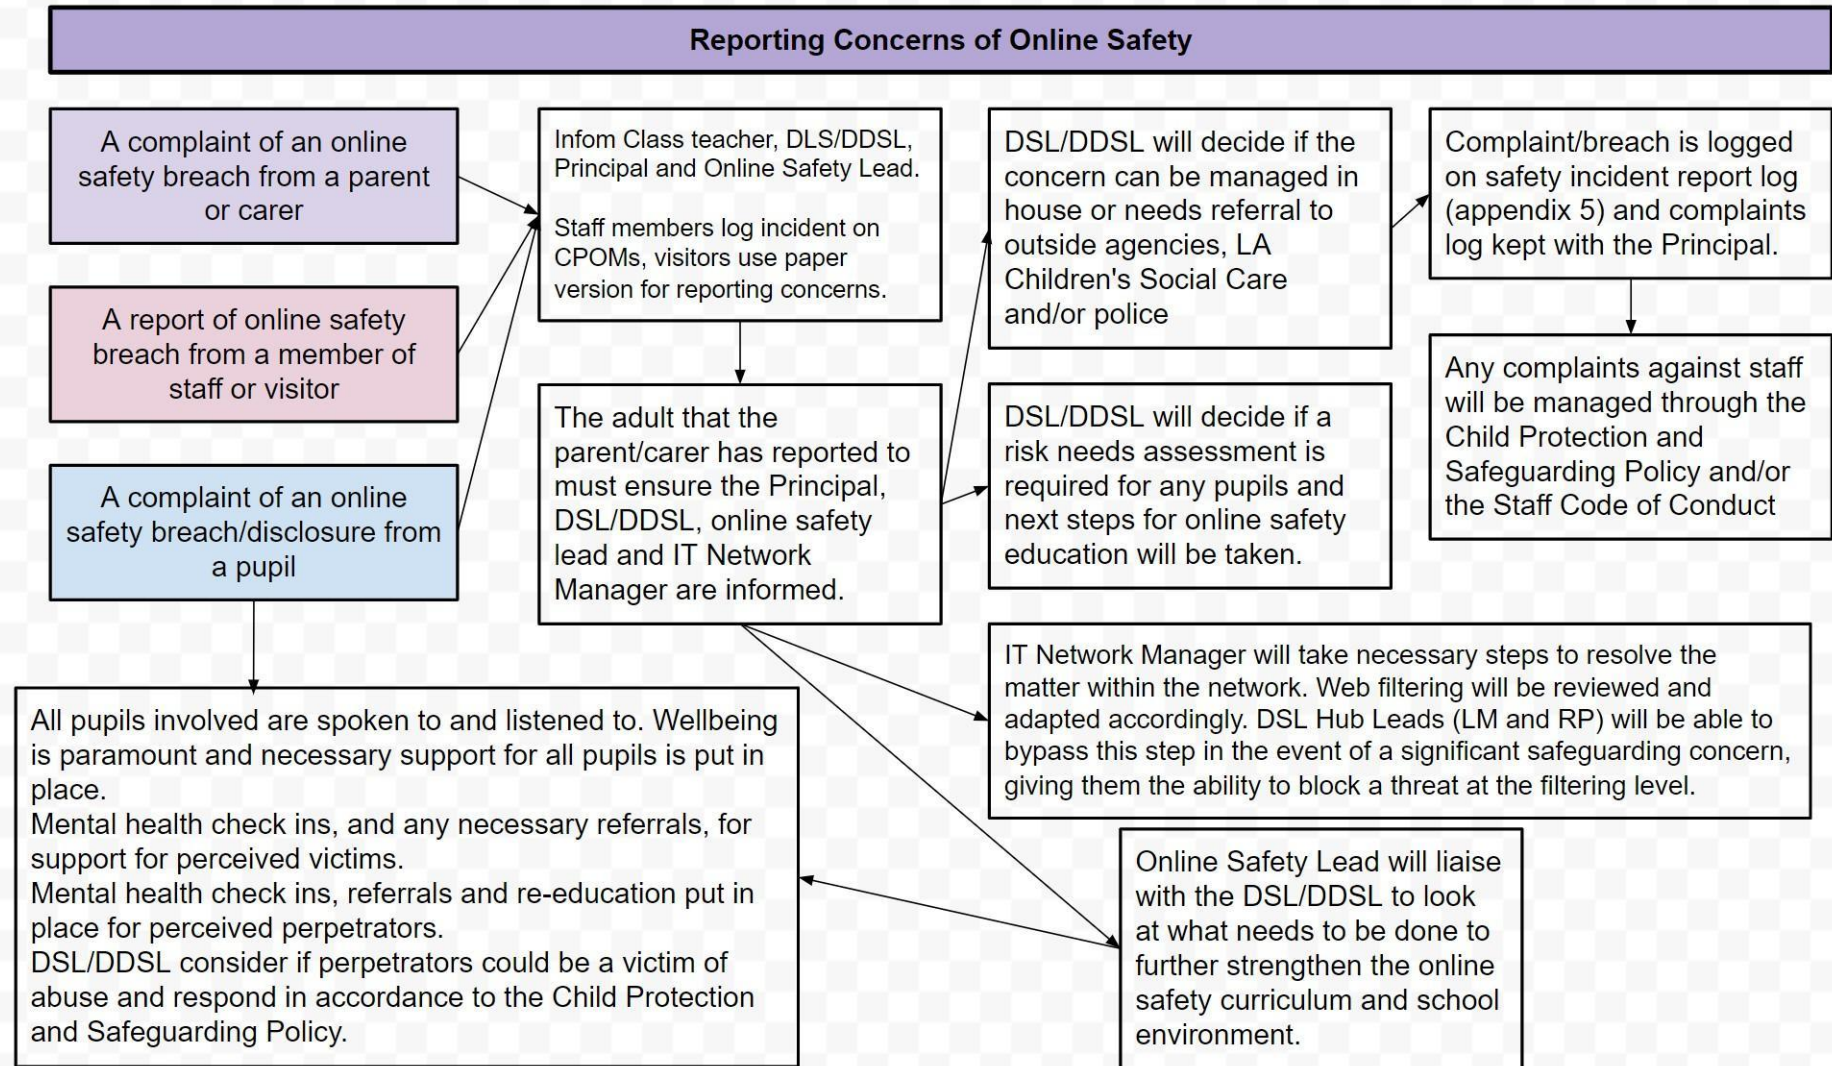 Reporting Concerns of Online Safety
A complaint of an online
safety breach from a parent
or carer
A report of online safety
breach from a member of
staff or visitor
A complaint of an online
safety breach/disclosure from
a pupil
Infom Class teacher, DLS/DDSL,
Principal and Online Safety Lead.
Staff members log incident on
CPOMs, visitors use paper
version for reporting concerns.
The adult that the
parent/carer has reported to
must ensure the Principal,
DSL/DDSL, online safety
lead and IT Network
Manager are informed.
DSL/DDSL will decide if the
concern can be managed in
house or needs referral to
outside agencies, LA
Children's Social Care
and/or police
DSL/DDSL will decide if a
risk needs assessment is
required for any pupils and
next steps for online safety
education will be taken.
Complaint/breach is logged
on safety incident report log
(appendix 5) and complaints
log kept with the Principal.
Any complaints against staff
will be managed through the
Child Protection and
Safeguarding Policy and/or
the Staff Code of Conduct
IT Network Manager will take necessary steps to resolve the
matter within the network. Web filtering will be reviewed and
adapted accordingly. DSL Hub Leads (LM and RP) will be able to
bypass this step in the event of a significant safeguarding concern,
giving them the ability to block a threat at the filtering level.
Online Safety Lead will liaise
with the DSL/DDSL to look
at what needs to be done to
further strengthen the online
safety curriculum and school
environment.
All pupils involved are spoken to and listened to. Wellbeing
is paramount and necessary support for all pupils is put in
place.
Mental health check ins, and any necessary referrals, for
support for perceived victims.
Mental health check ins, referrals and re-education put in
place for perceived perpetrators.
DSL/DDSL consider if perpetrators could be a victim of
abuse and respond in accordance to the Child Protection
and Safeguarding Policy.